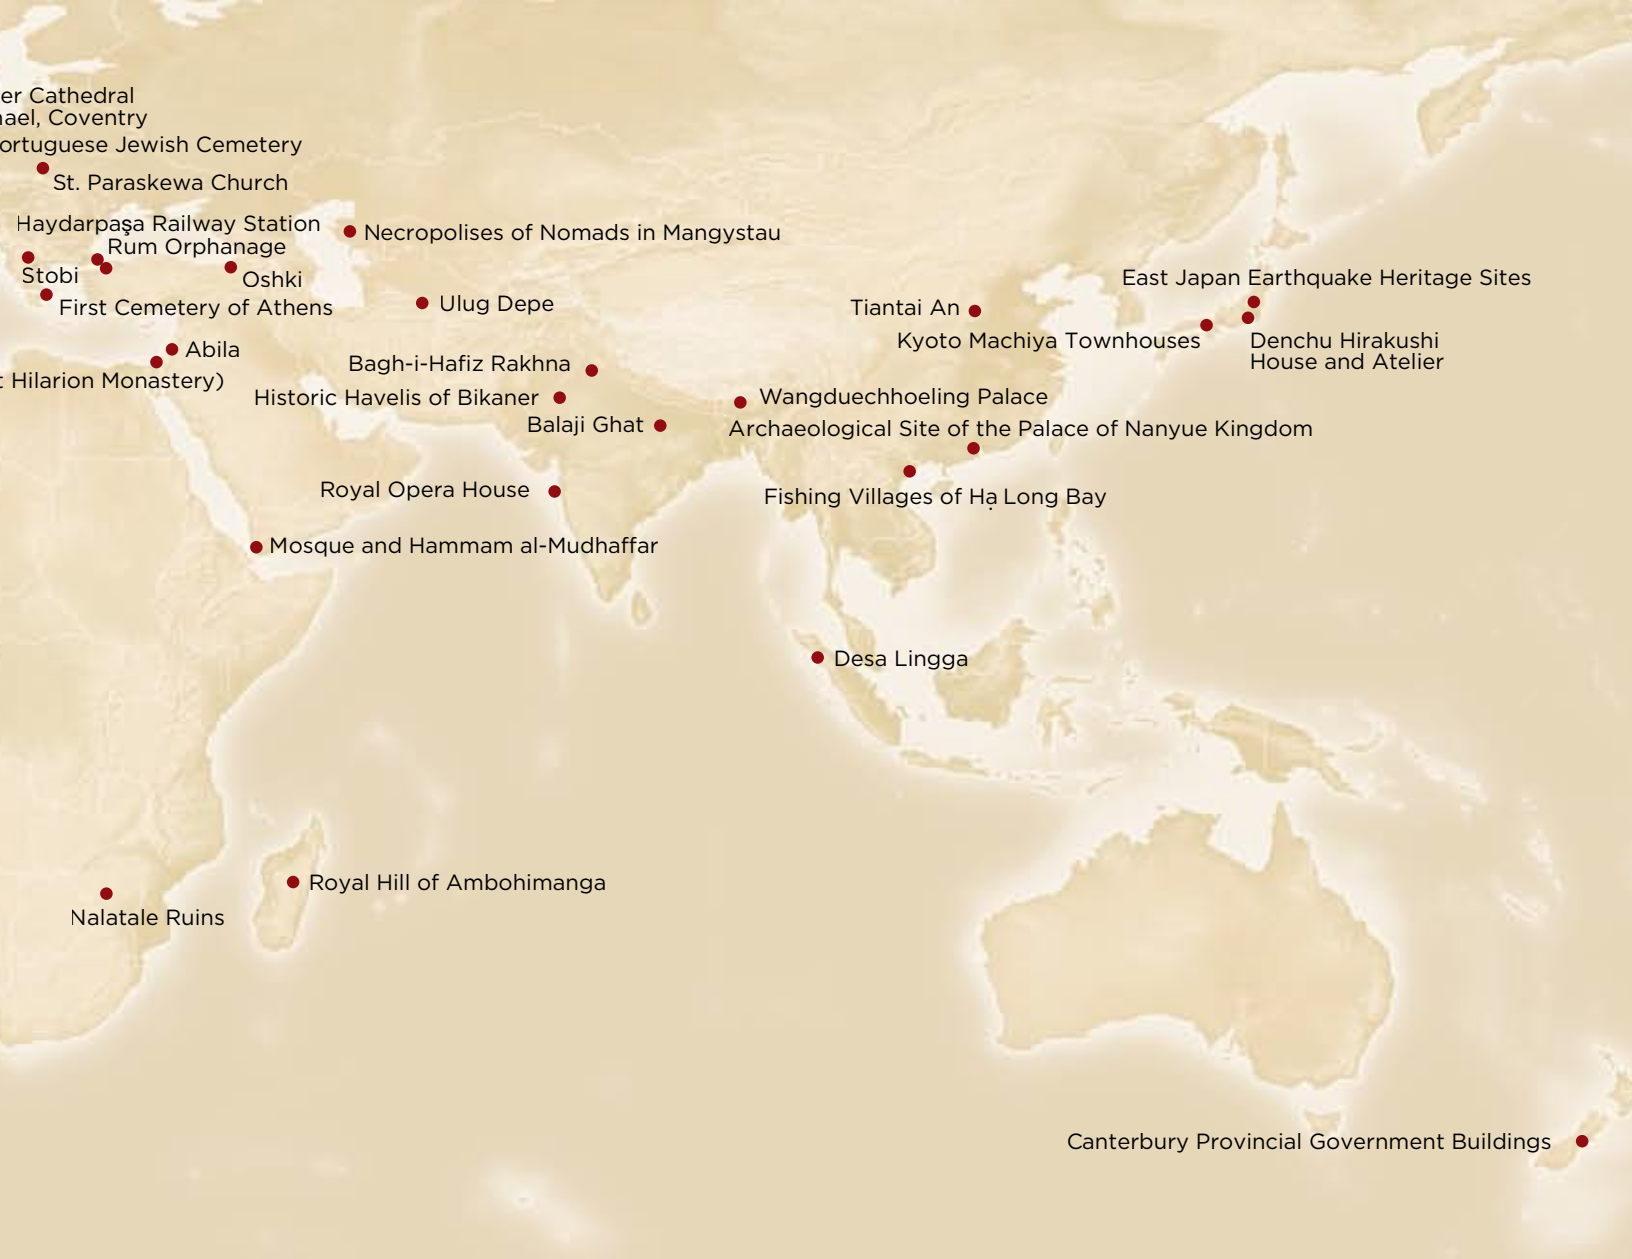 er Cathedral
ael, Coventry
ortuguese Jewish Cemetery
St. Paraskewa Church
Haydarpaşa Railway Station
Rum Orphanage
Necropolises of Nomads in Mangystau
Stobi
Oshki
First Cemetery of Athens
Ulug Depe
East Japan Earthquake Heritage Sites
Tiantai An
Kyoto Machiya Townhouses
Denchu Hirakushi
House and Atelier
Abila
t Hilarion Monastery)
Bagh-i-Hafiz Rakhna
Historic Havelis of Bikaner
Wangduechhoeling Palace
Balaji Ghat
Archaeological Site of the Palace of Nanyue Kingdom
Royal Opera House
Fishing Villages of Hạ Long Bay
Mosque and Hammam al-Mudhaffar
Desa Lingga
Royal Hill of Ambohimanga
Nalatale Ruins
Canterbury Provincial Government Buildings